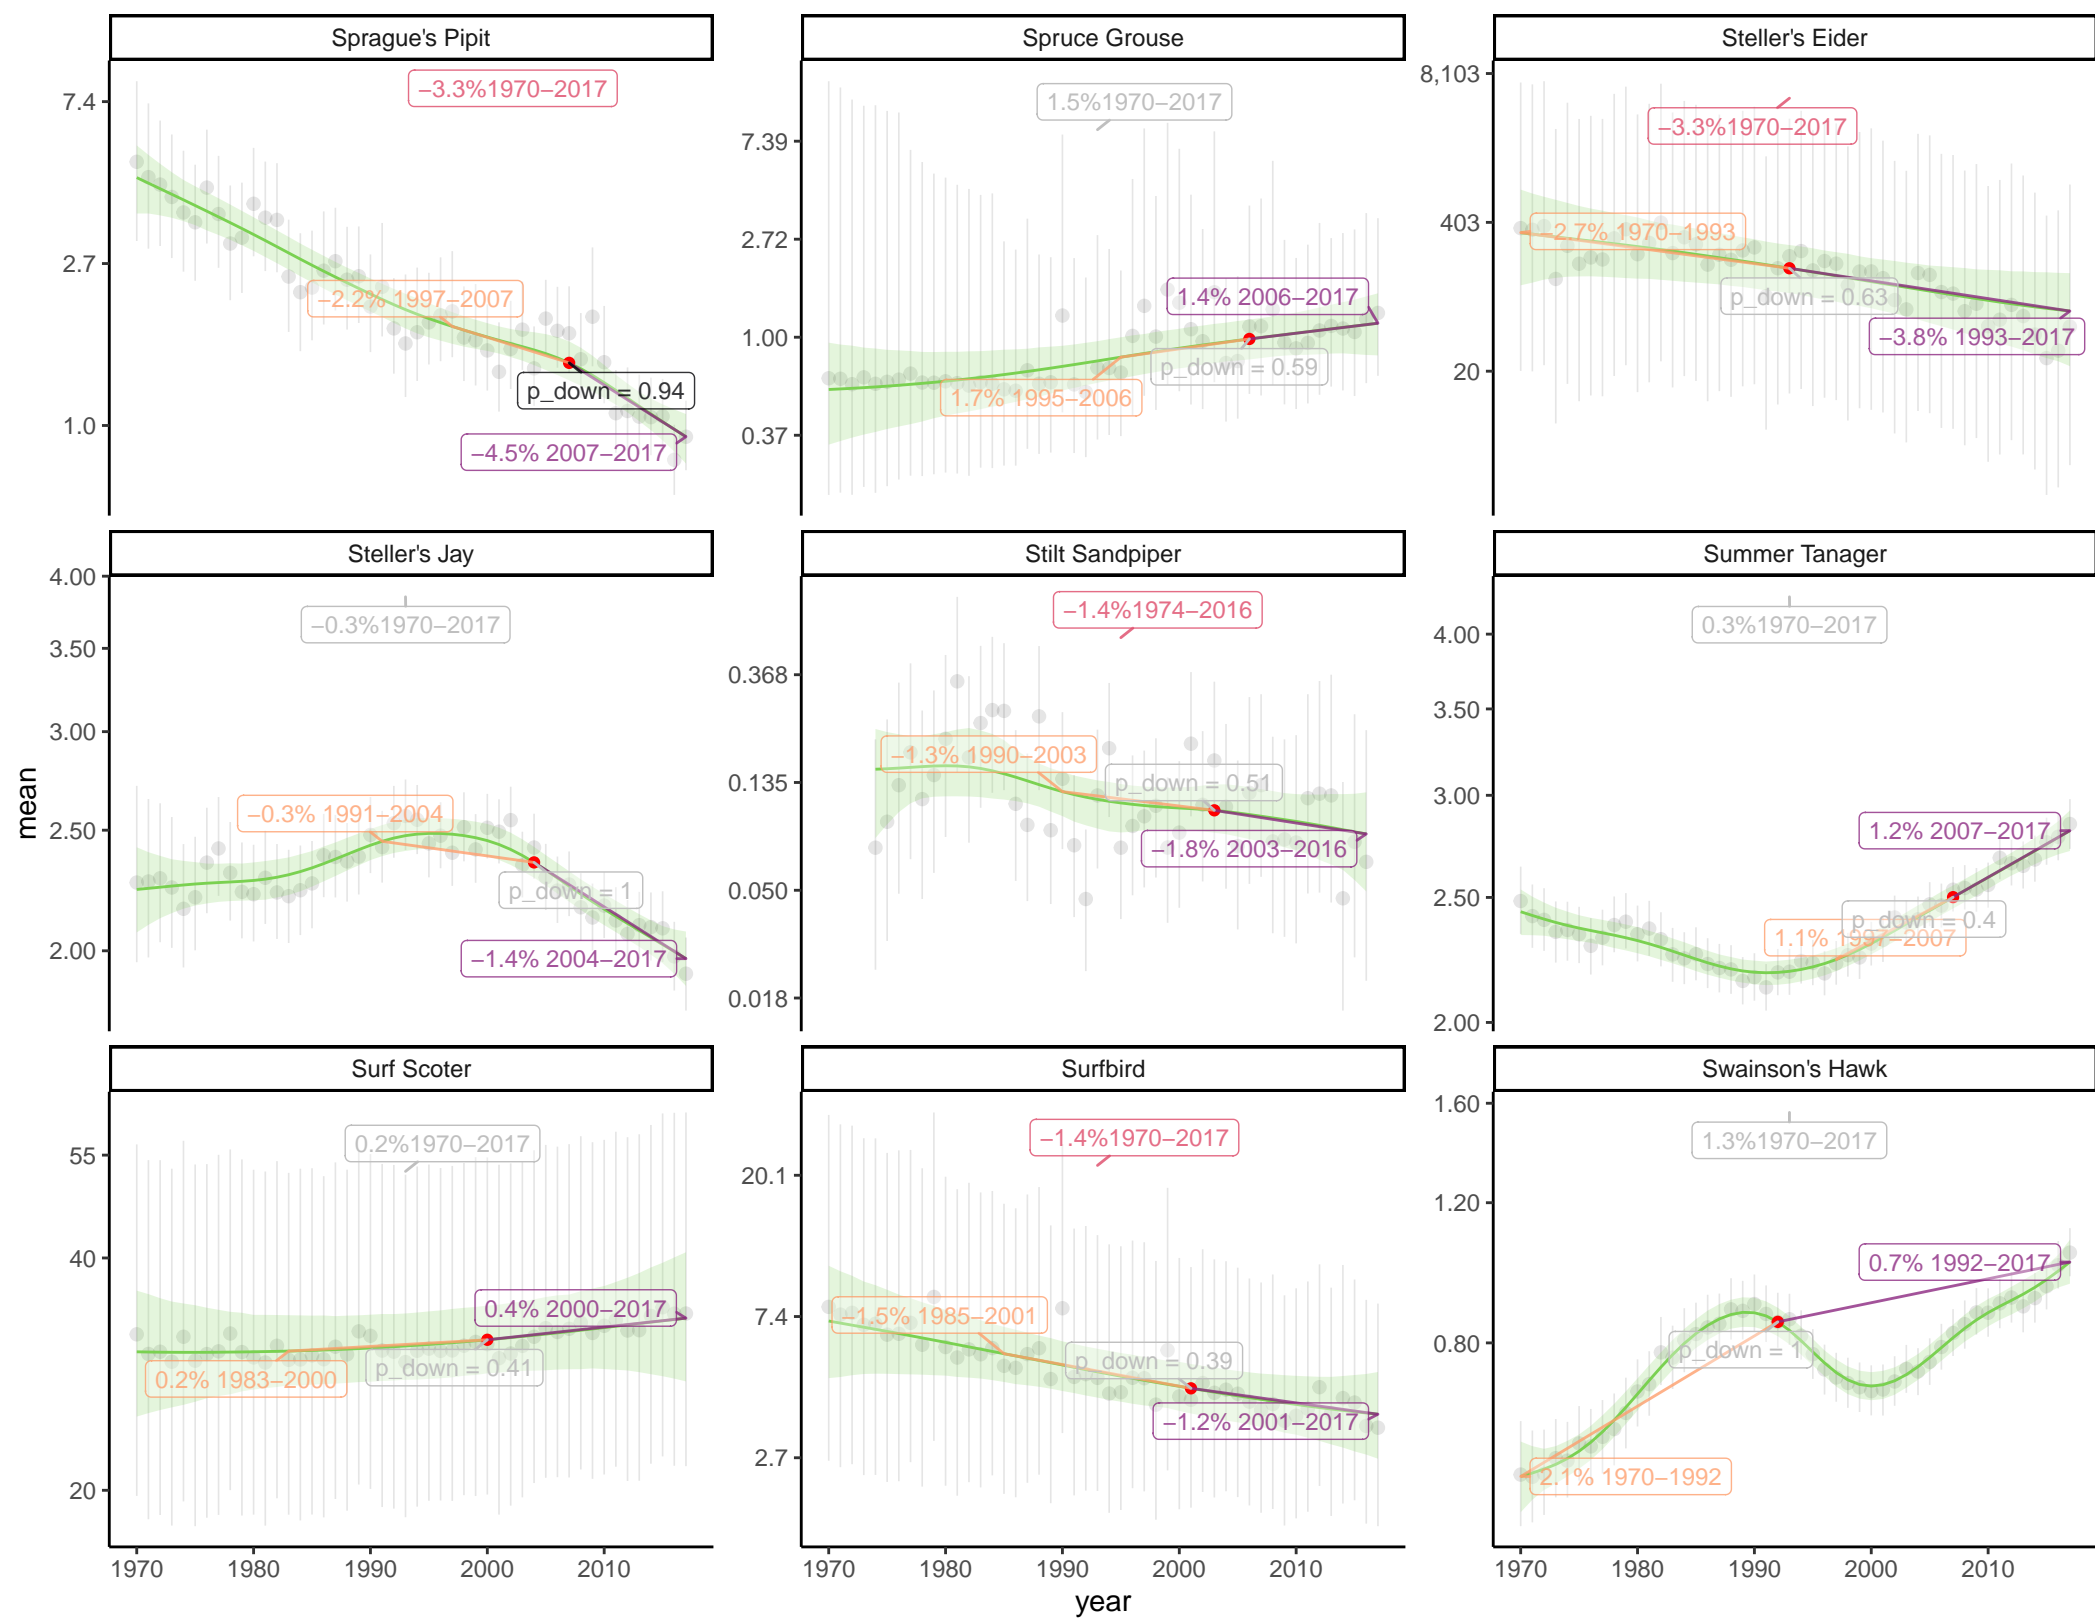 Sprague's Pipit
7.4
2.7
1.0
−3.3%1970−2017
−2.2% 1997−2007
p_down = 0.94
−4.5% 2007−2017
Spruce Grouse
7.39
2.72
1.00
0.37
1.5%1970−2017
1.4% 2006−2017
p_down = 0.59
1.7% 1995−2006
Steller's Eider
8,103
403
20
−3.3%1970−2017
−2.7% 1970−1993
p_down = 0.63
−3.8% 1993−2017
mean
Steller's Jay
4.00
3.50
3.00
2.50
2.00
−0.3%1970−2017
−0.3% 1991−2004
p_down = 1
−1.4% 2004−2017
Stilt Sandpiper
0.368
0.135
0.050
0.018
−1.4%1974−2016
−1.3% 1990−2003
p_down = 0.51
−1.8% 2003−2016
Summer Tanager
4.00
3.50
3.00
2.50
2.00
0.3%1970−2017
1.2% 2007−2017
p_down = 0.4
1.1% 1997−2007
Surf Scoter
55
40
20
0.2%1970−2017
0.4% 2000−2017
p_down = 0.41
0.2% 1983−2000
1970 1980 1990 2000 2010
Surfbird
20.1
7.4
2.7
−1.4%1970−2017
−1.5% 1985−2001
p_down = 0.39
−1.2% 2001−2017
1970 1980 1990 2000 2010
Swainson's Hawk
1.60
1.20
0.80
1.3%1970−2017
0.7% 1992−2017
p_down = 1
2.1% 1970−1992
1970 1980 1990 2000 2010
year